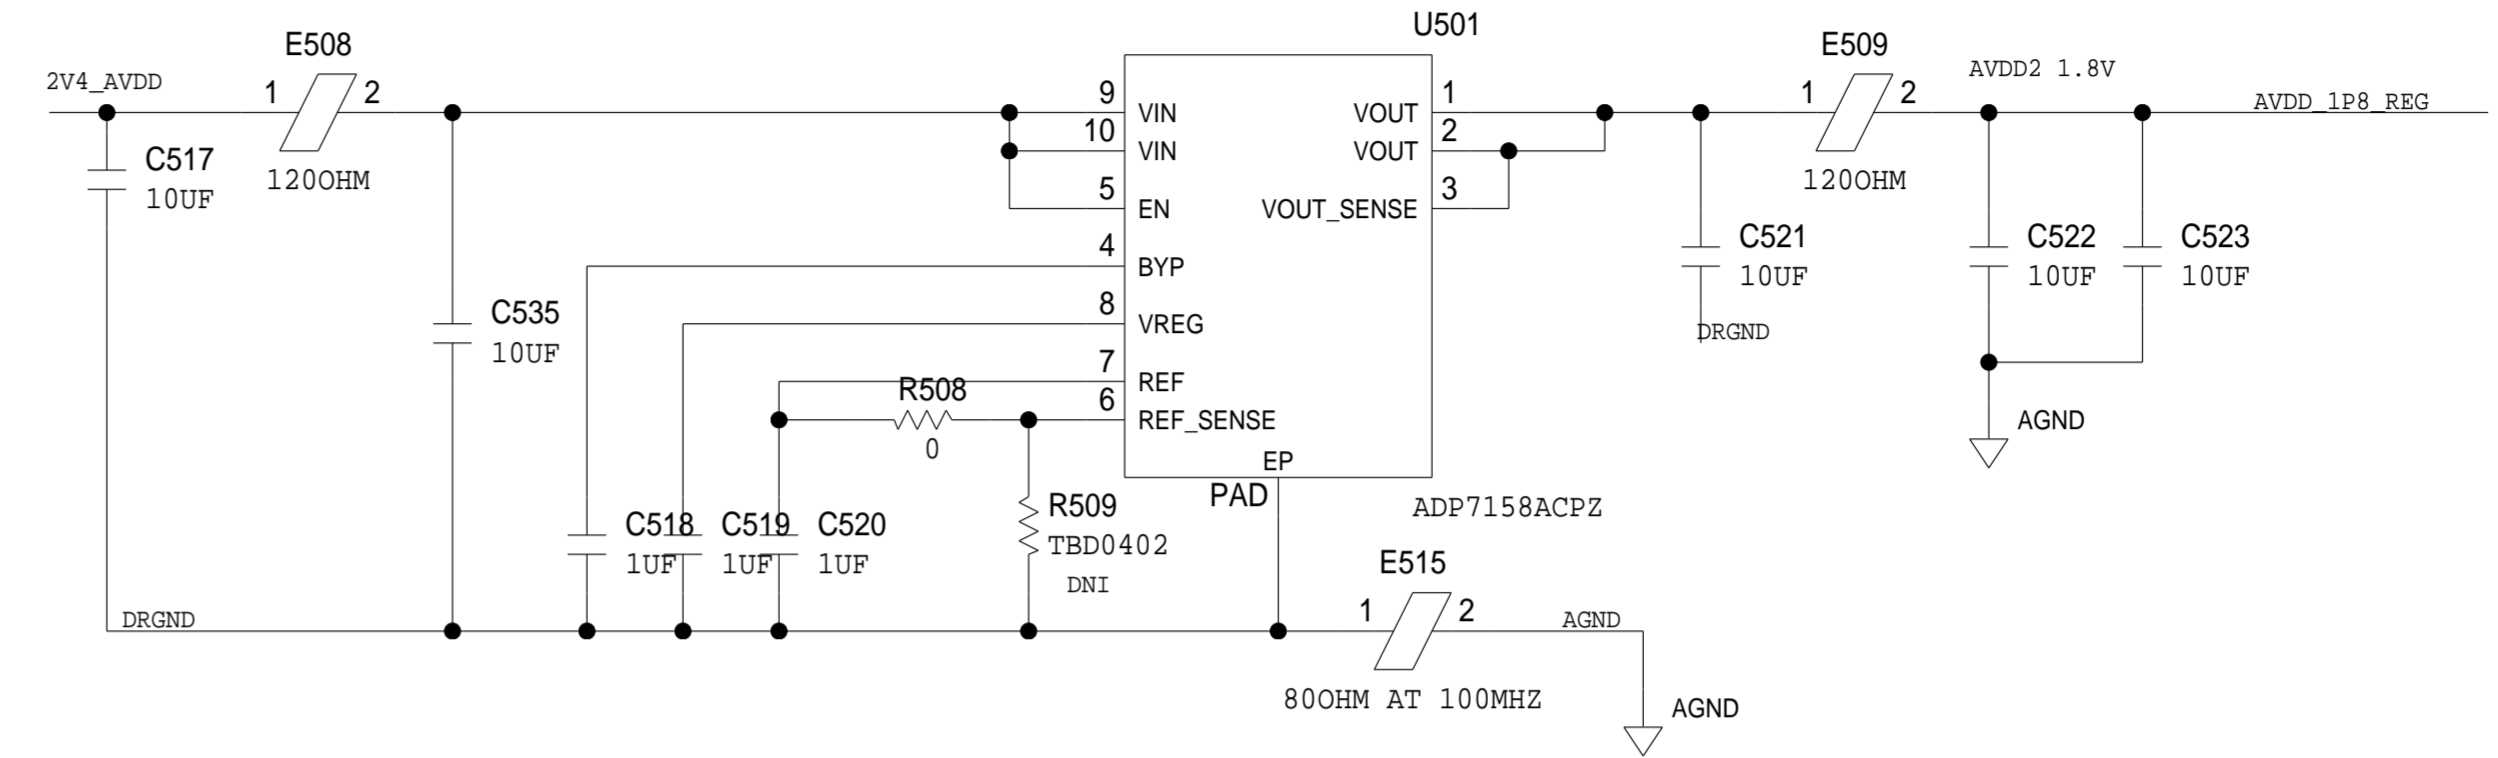 U501
E508
E509
2V4_AVDD
AVDD2 1.8V
1
2
9
VIN
VOUT
1
1
2
AVDD_1P8_REG
10
VIN
VOUT
2
C517
10UF
120OHM
120OHM
5
EN
VOUT_SENSE
3
4
BYP
C521
10UF
C522
10UF
C523
10UF
C535
10UF
8
VREG
DRGND
7
REF
R508
0
6
REF_SENSE
AGND
EP
PAD
ADP7158ACPZ
C518
1UF
C519
1UF
C520
1UF
R509
TBD0402
DNI
E515
1
2
DRGND
AGND
80OHM AT 100MHZ
AGND